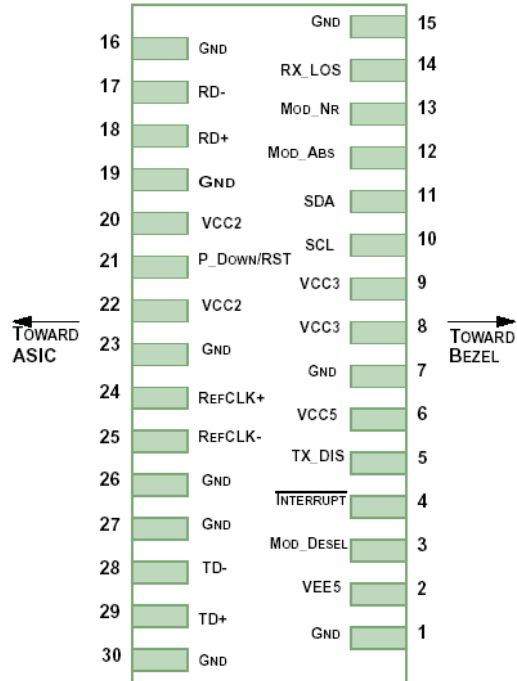 GND 15
16 GND
RX_LOS 14
17 RD-
MOD_NR 13
18 RD+
MOD_ABS 12
19 GND
SDA 11
20 VCC2
SCL 10
21 P_DOWN/RST
VCC3 9
22 VCC2
VCC3 8
TOWARD ASIC
TOWARD BEZEL
23 GND
GND 7
24 REFCLK+
VCC5 6
25 REFCLK-
TX_DIS 5
26 GND
INTERRUPT 4
27 GND
MOD_DESEL 3
28 TD-
VEE5 2
29 TD+
GND 1
30 GND